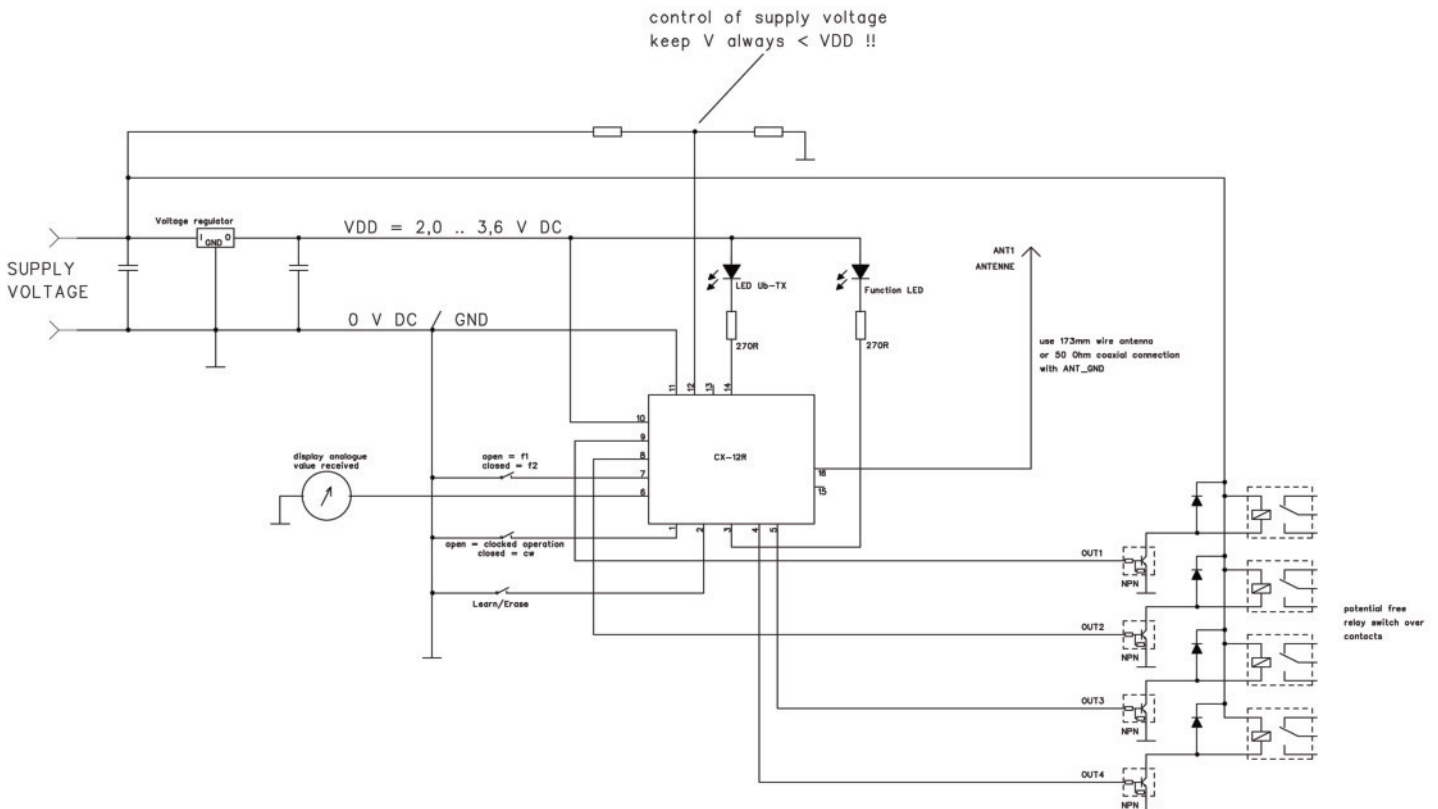 control of supply voltage
keep V always < VDD !!
Voltage regulator
I GND O
VDD = 2,0 .. 3,6 V DC
SUPPLY
VOLTAGE
0 V DC / GND
LED Ub-TX
Function LED
270R
270R
ANT1
ANTENNE
use 173mm wire antenna
or 50 Ohm coaxial connection
with ANT_GND
11
12
13
14
10
9
8
7
6
CX-12R
16
15
1
2
3
4
5
display analogue
value received
open = f1
closed = f2
open = clocked operation
closed = cw
Learn/Erase
OUT1
NPN
OUT2
NPN
OUT3
NPN
OUT4
NPN
potential free
relay switch over
contacts